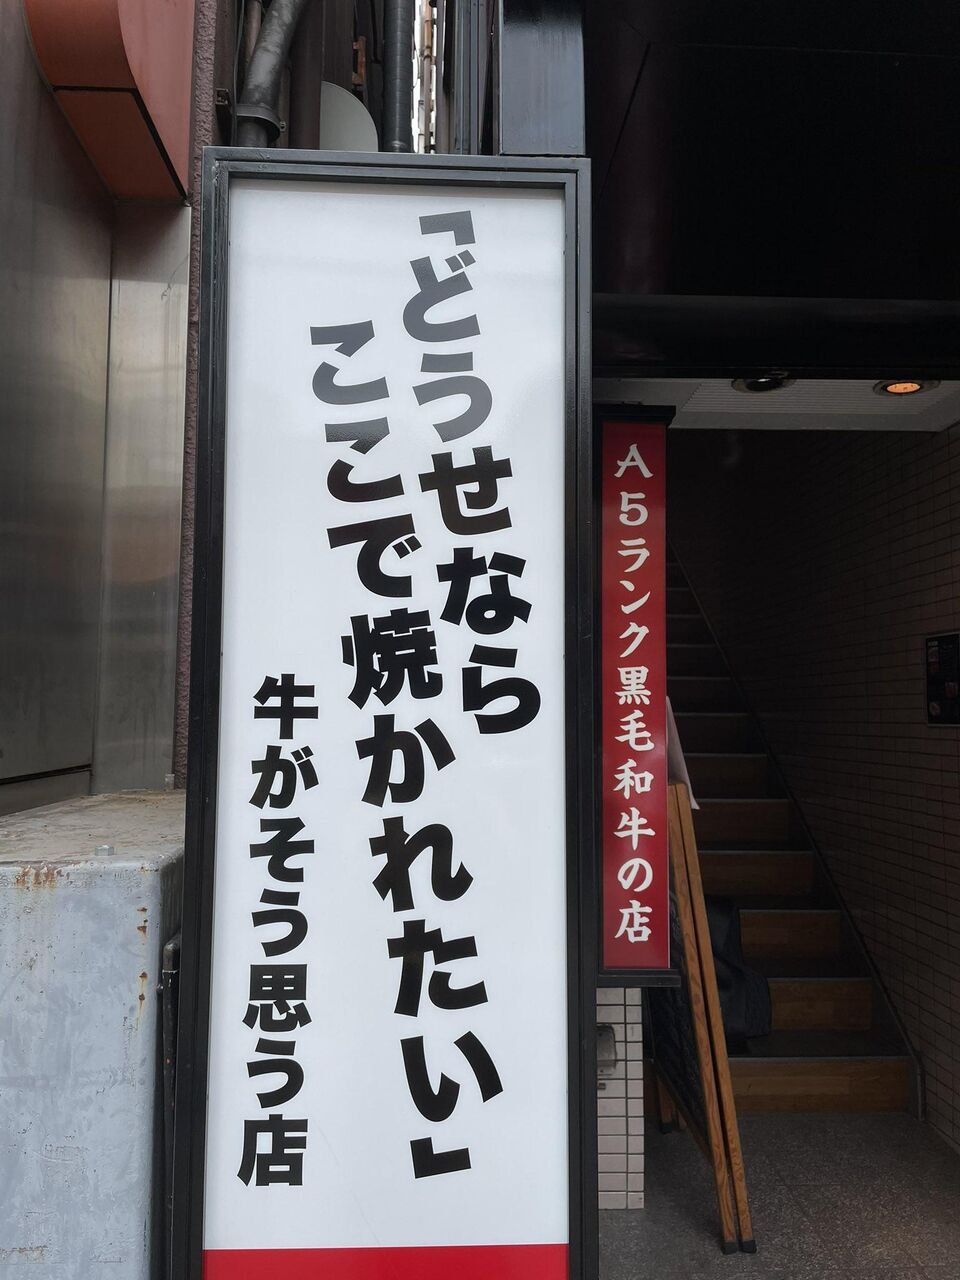 「どうせなら
ここで焼かれたい」
牛がそう思う店
A5ランク黒毛和牛の店